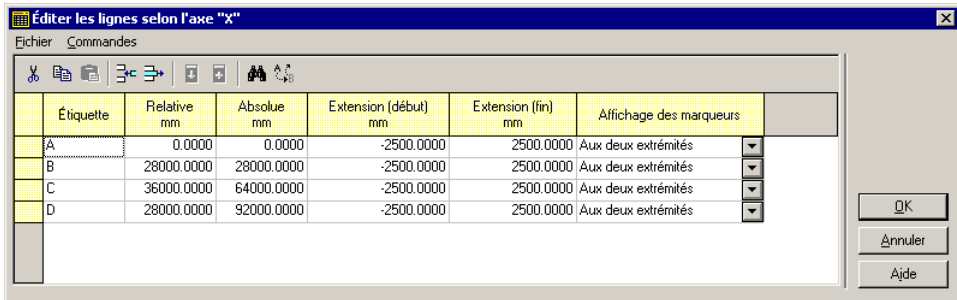 Éditer les lignes selon l'axe "X"
Fichier Commandes
Étiquette Relative mm Absolue mm Extension (début) mm Extension (fin) mm Affichage des marqueurs
A 0.0000 0.0000 -2500.0000 2500.0000 Aux deux extrémités
B 28000.0000 28000.0000 -2500.0000 2500.0000 Aux deux extrémités
C 36000.0000 64000.0000 -2500.0000 2500.0000 Aux deux extrémités
D 28000.0000 92000.0000 -2500.0000 2500.0000 Aux deux extrémités
OK
Annuler
Aide